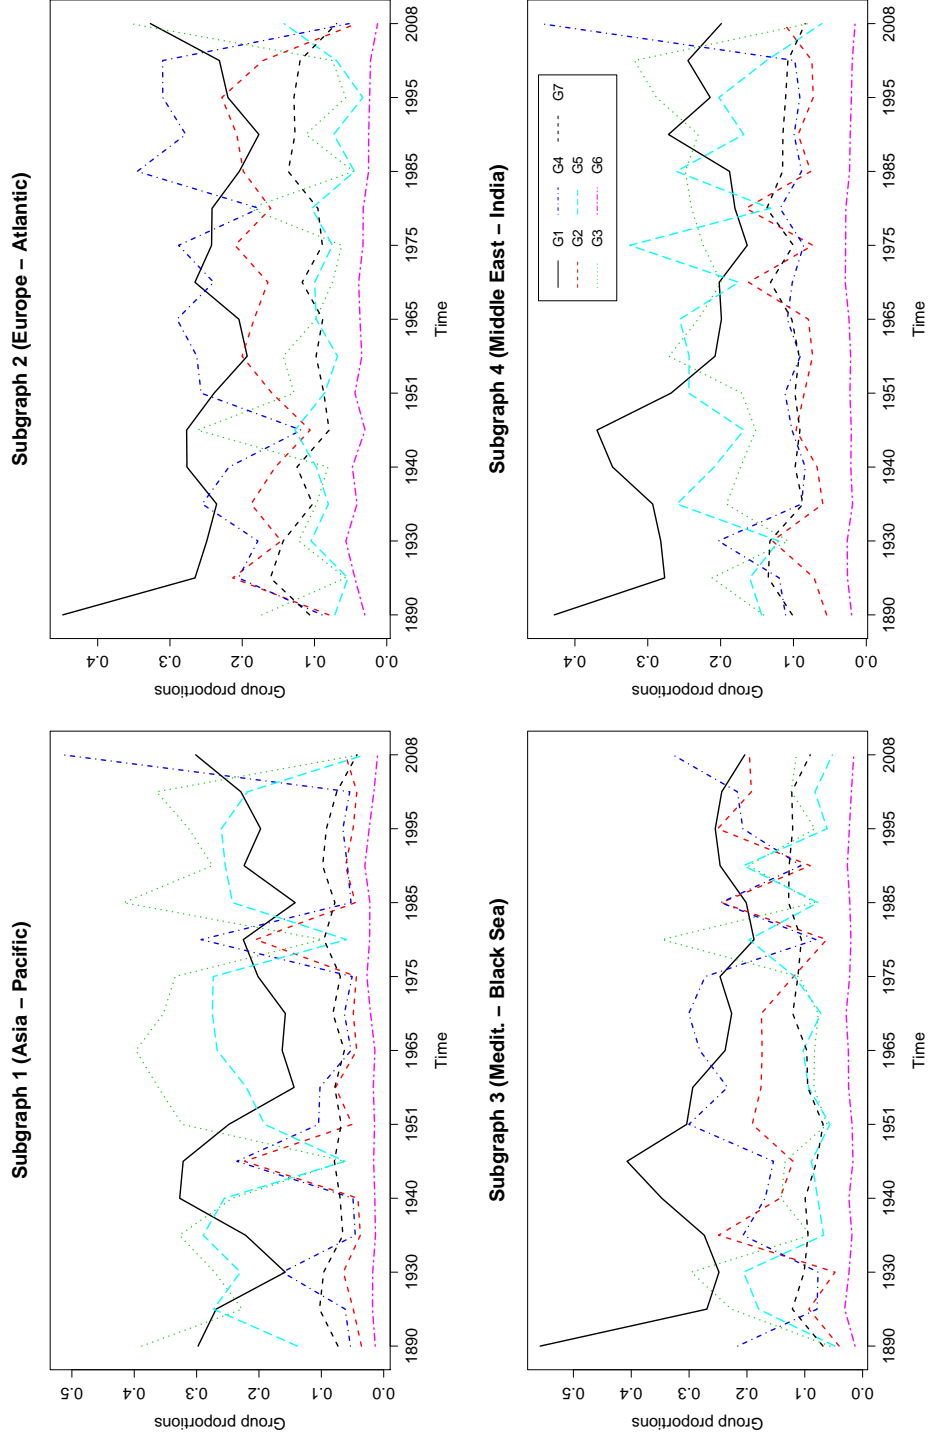 Subgraph 1 (Asia − Pacific)
Group proportions
0.0 0.1 0.2 0.3 0.4 0.5
1890 1930 1940 1951 1965 1975 1985 1995 2008
Time
Subgraph 2 (Europe − Atlantic)
Group proportions
0.0 0.1 0.2 0.3 0.4
1890 1930 1940 1951 1965 1975 1985 1995 2008
Time
Subgraph 3 (Medit. − Black Sea)
Group proportions
0.0 0.1 0.2 0.3 0.4 0.5
1890 1930 1940 1951 1965 1975 1985 1995 2008
Time
Subgraph 4 (Middle East − India)
Group proportions
0.0 0.1 0.2 0.3 0.4
1890 1930 1940 1951 1965 1975 1985 1995 2008
Time
G1 G4 G7
G2 G5
G3 G6